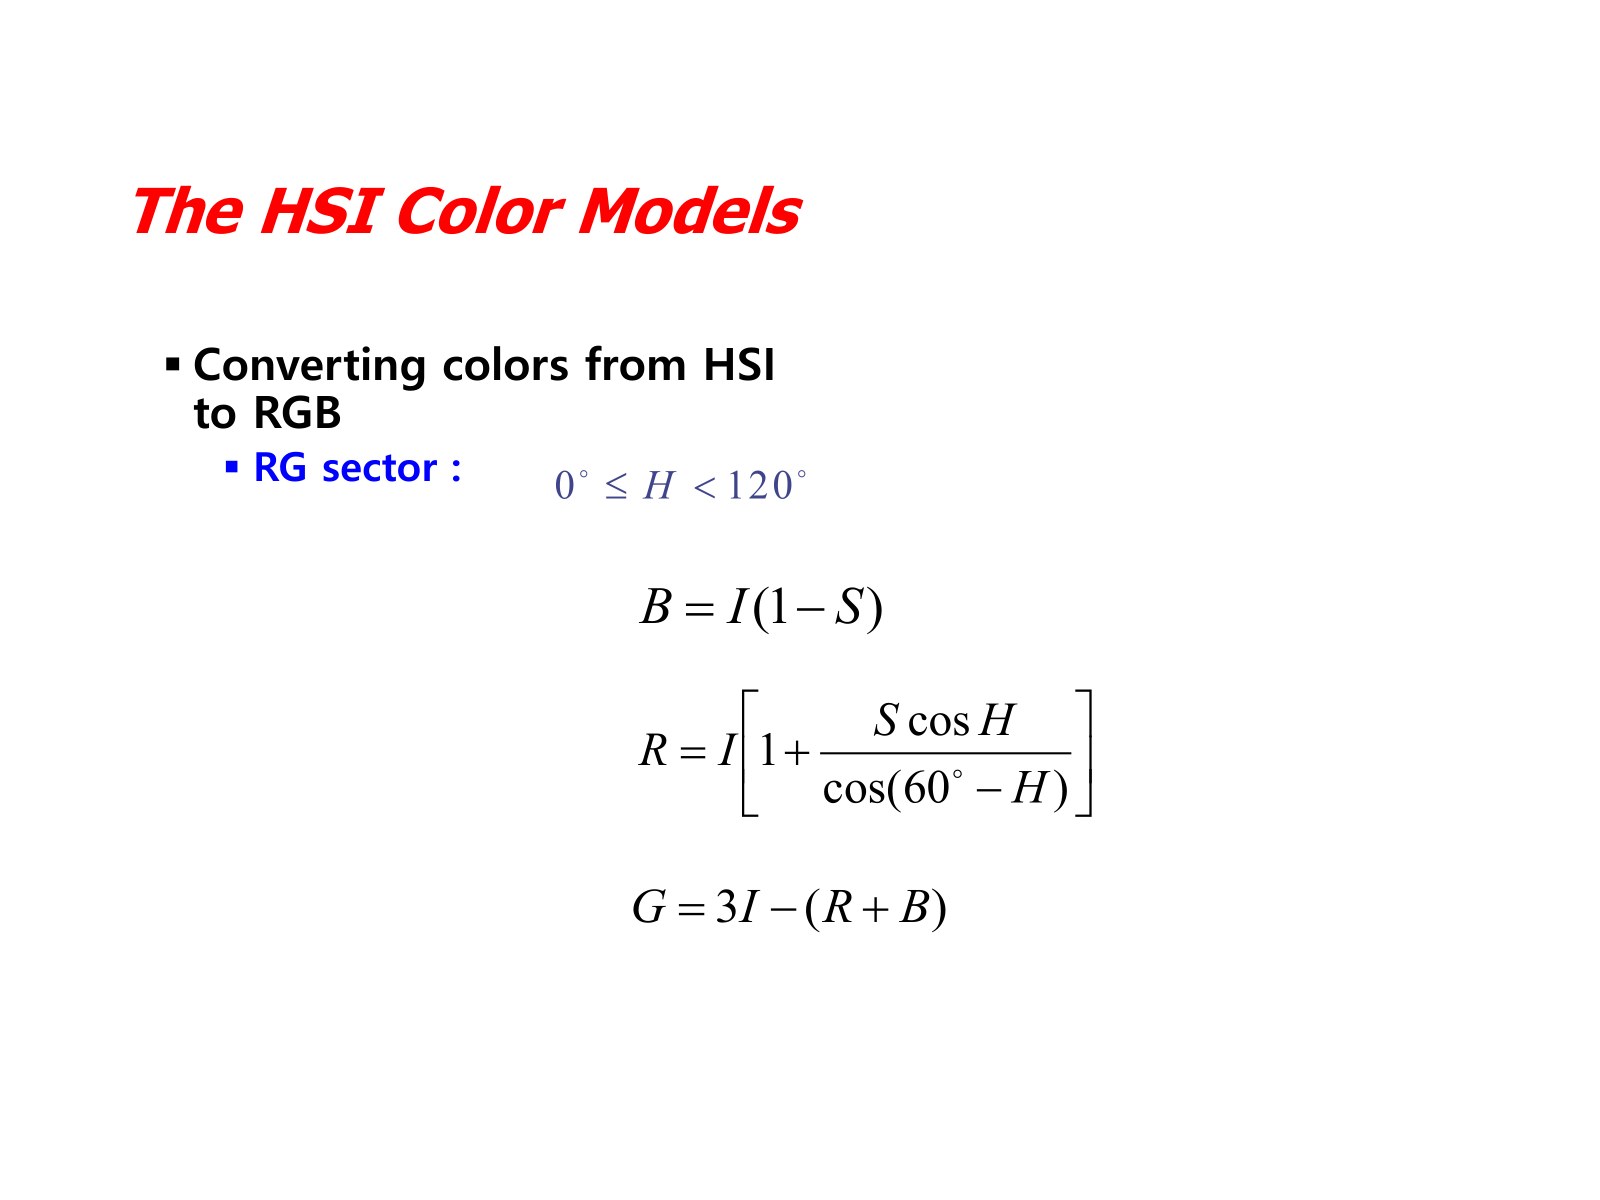 The HSI Color Models
▪ Converting colors from HSI
to RGB
▪ RG sector :
0° ≤ H < 120°
B = I(1 − S)
R = I[1 + S cos H / cos(60° − H)]
G = 3I − (R + B)